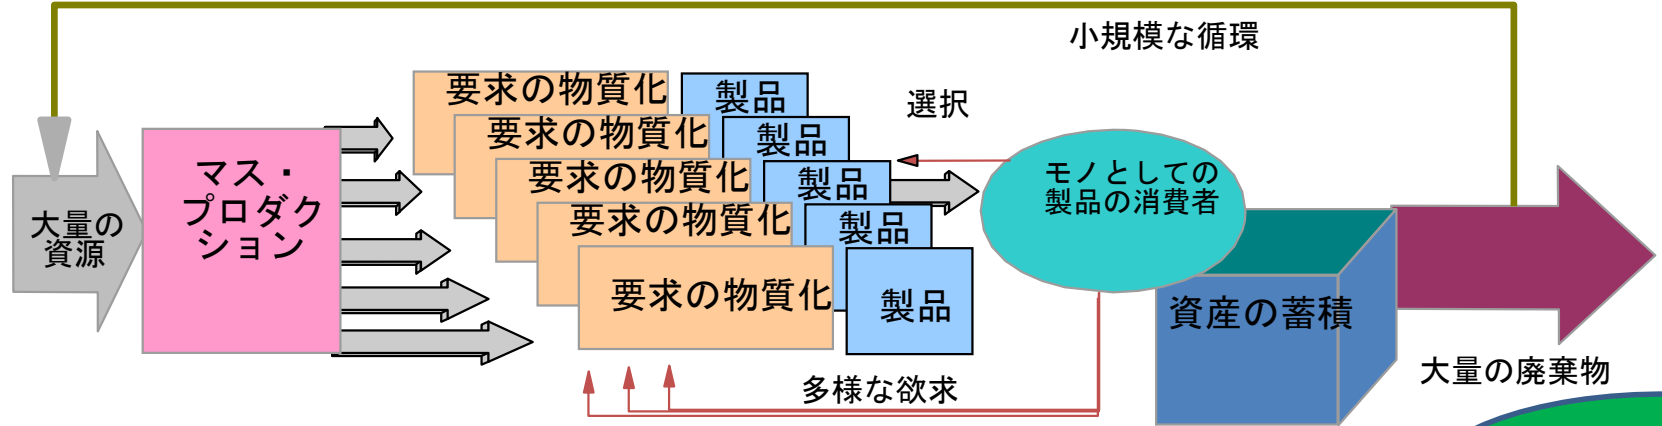 小規模な循環
要求の物質化
製品
選択
要求の物質化
製品
マス・
プロダク
ション
要求の物質化
製品
モノとしての
製品の消費者
大量の
資源
要求の物質化
製品
要求の物質化
製品
資産の蓄積
多様な欲求
大量の廃棄物